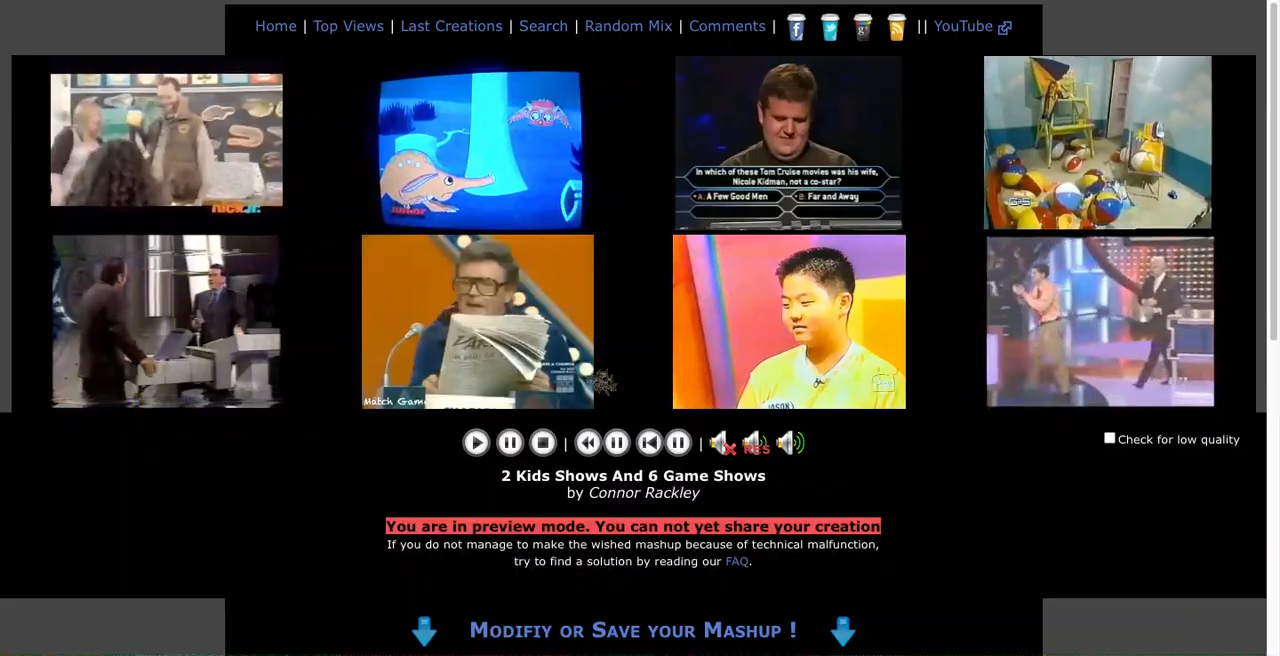 Home | Top Views | Last Creations | Search | Random Mix | Comments | || YouTube
nick jr.
JUNIOR
In which of these Tom Cruise movies was his wife,
Nicole Kidman, not a co-star?
A: A Few Good Men
B: Far and Away
Match Game
JASON
RES
Check for low quality
2 Kids Shows And 6 Game Shows
by Connor Rackley
You are in preview mode. You can not yet share your creation
If you do not manage to make the wished mashup because of technical malfunction,
try to find a solution by reading our FAQ.
Modifiy or Save your Mashup !